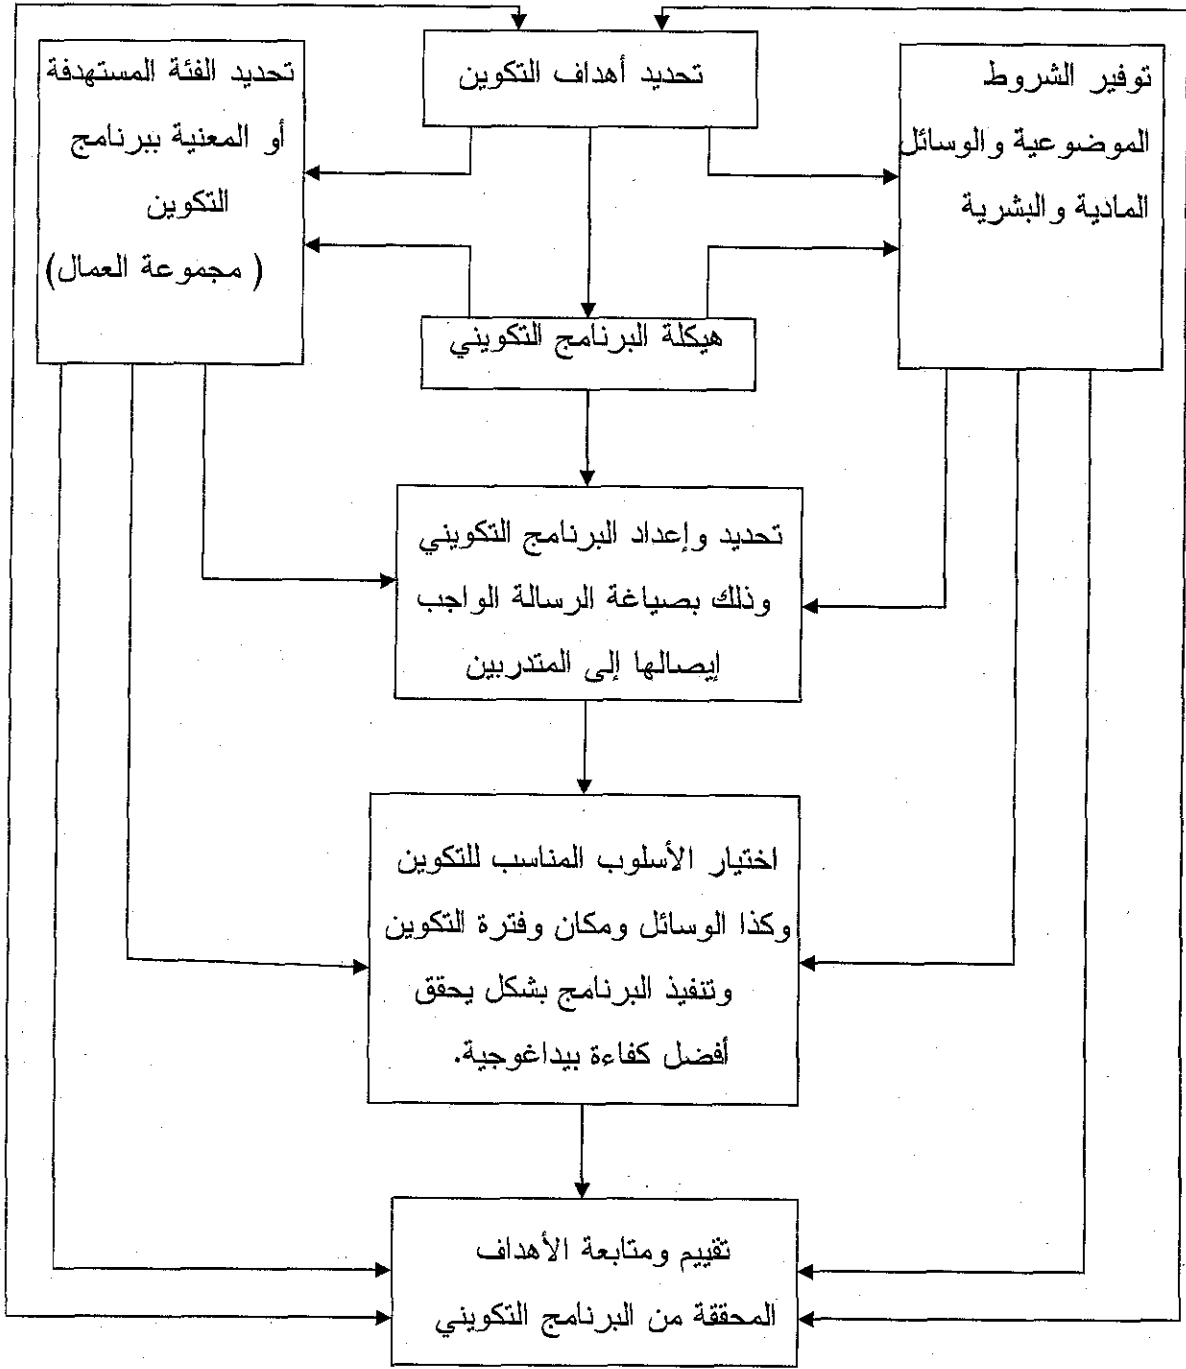 تحديد أهداف التكوين
توفير الشروط
الموضوعية والوسائل
المادية والبشرية
تحديد الفئة المستهدفة
أو المعنية ببرنامج
التكوين
( مجموعة العمال)
هيكلة البرنامج التكويني
تحديد وإعداد البرنامج التكويني
وذلك بصياغة الرسالة الواجب
إيصالها إلى المتدربين
اختيار الأسلوب المناسب للتكوين
وكذا الوسائل ومكان وفترة التكوين
وتنفيذ البرنامج بشكل يحقق
أفضل كفاءة بيداغوجية.
تقييم ومتابعة الأهداف
المحققة من البرنامج التكويني